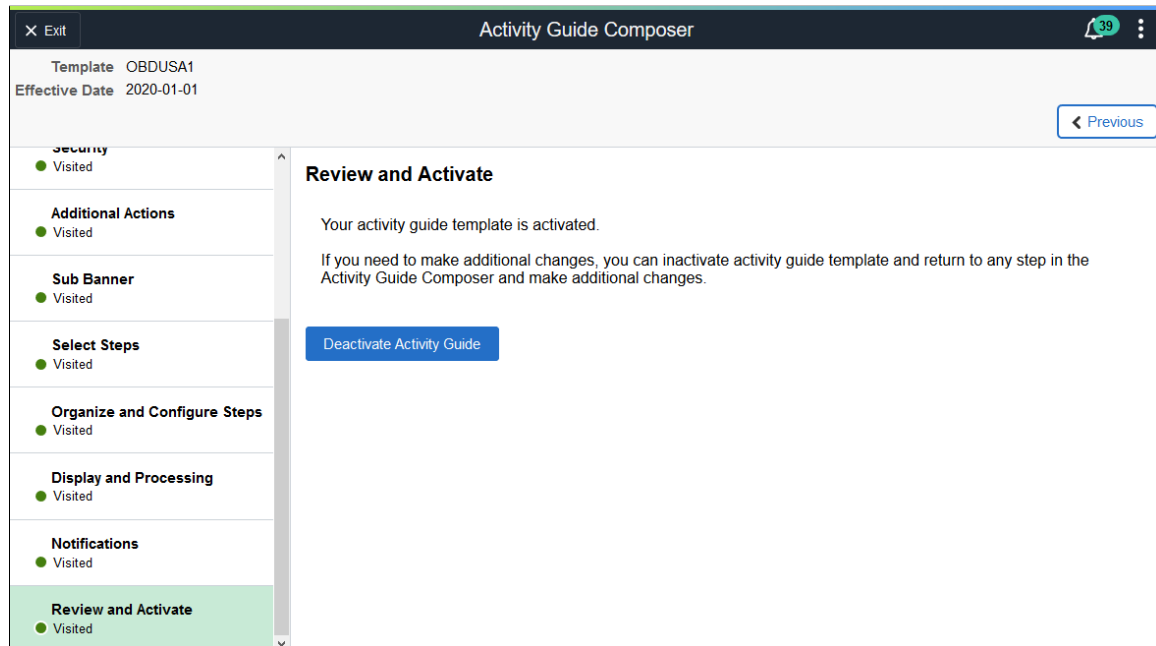 Exit
Activity Guide Composer
39
Template OBDUSA1
Effective Date 2020-01-01
Previous
Security
Visited
Additional Actions
Visited
Sub Banner
Visited
Select Steps
Visited
Organize and Configure Steps
Visited
Display and Processing
Visited
Notifications
Visited
Review and Activate
Visited
Review and Activate
Your activity guide template is activated.
If you need to make additional changes, you can inactivate activity guide template and return to any step in the
Activity Guide Composer and make additional changes.
Deactivate Activity Guide